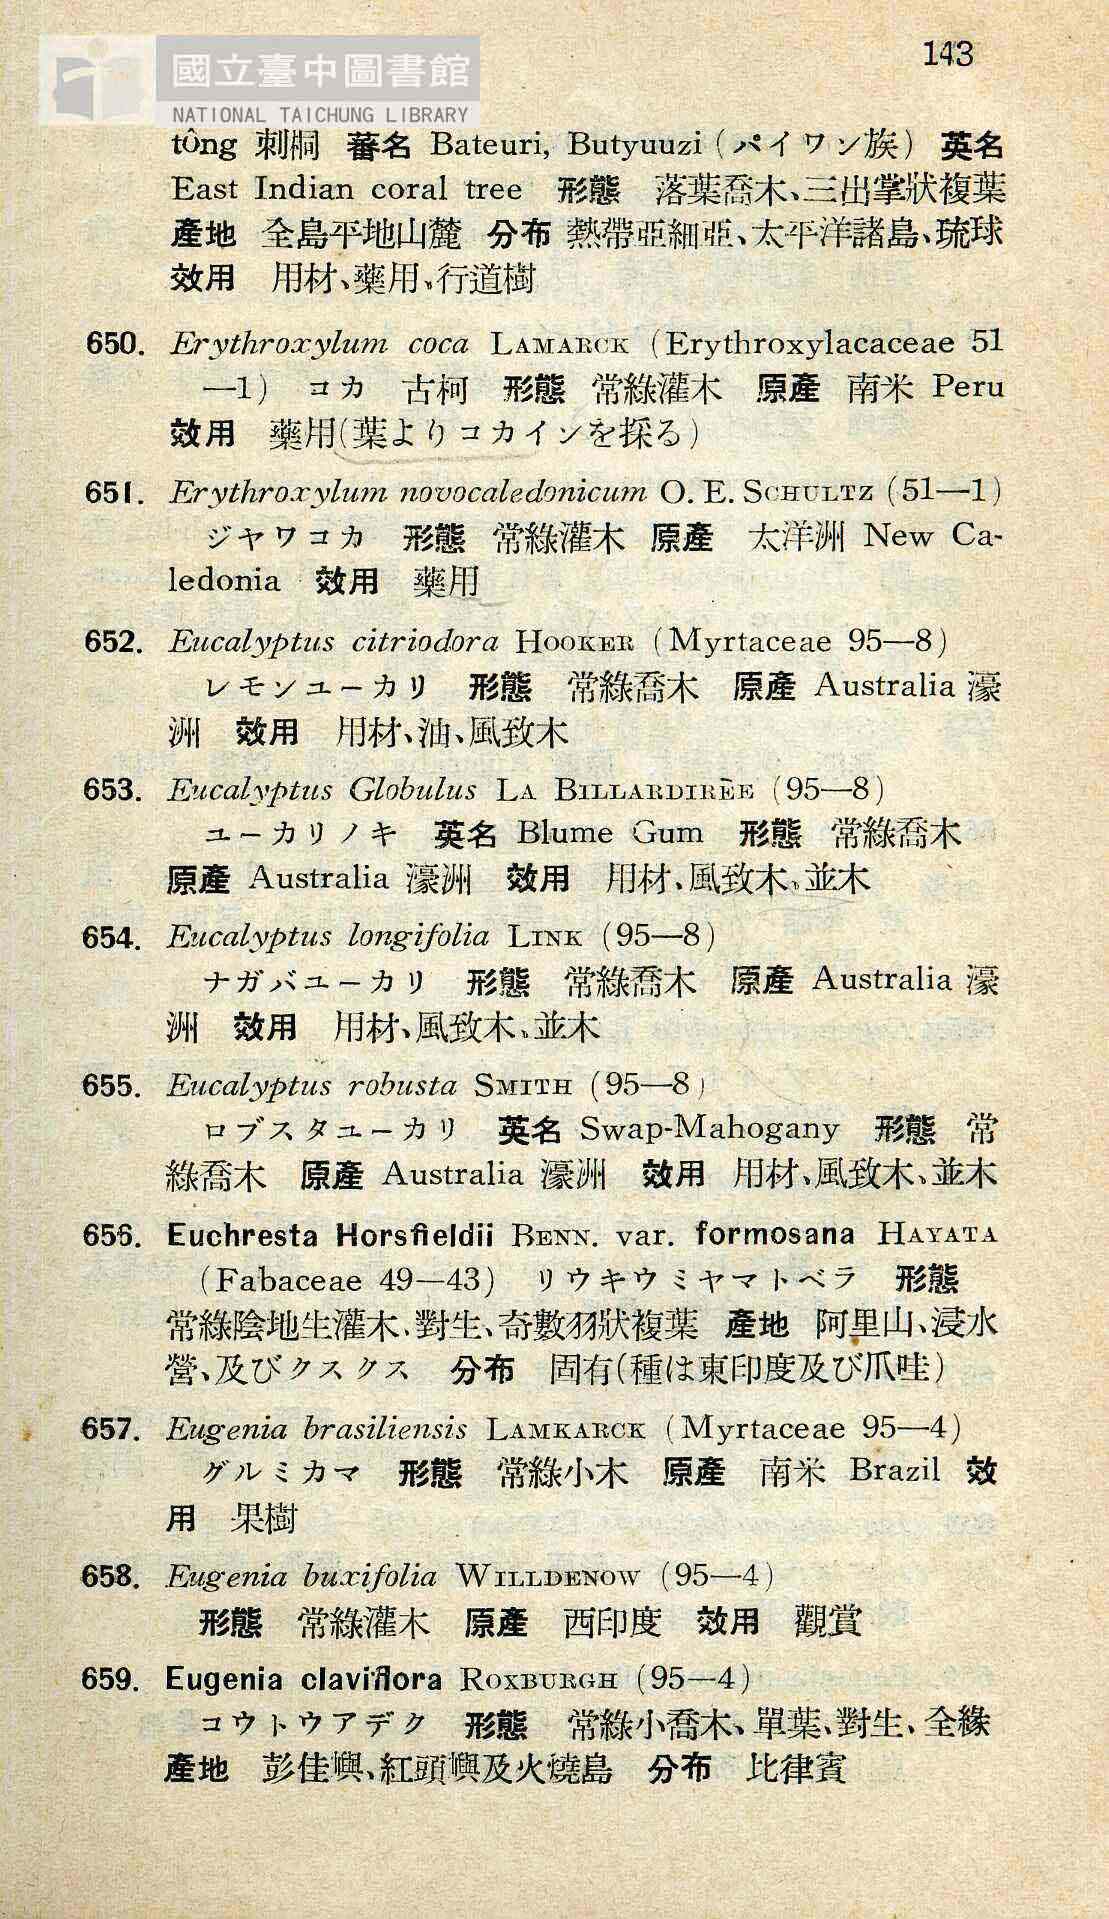 143
國立臺中圖書館
NATIONAL TAICHUNG LIBRARY
tông 刺桐 蕃名 Bateuri, Butyuuzi (パイワン族) 英名
East Indian coral tree 形態 落葉喬木、三出掌狀複葉
產地 全島平地山麓 分布 熱帶亞細亞、太平洋諸島、琉球
效用 用材、藥用、行道樹
650. Erythroxylum coca LAMARCK (Erythroxylacaceae 51
—1) コカ 古柯 形態 常綠灌木 原產 南米 Peru
效用 藥用(葉よりコカインを採る)
651. Erythroxylum novocaledonicum O. E. SCHULTZ (51—1)
ジヤワコカ 形態 常綠灌木 原產 太洋洲 New Ca-
ledonia 效用 藥用
652. Eucalyptus citriodora HOOKER (Myrtaceae 95—8)
レモンユーカリ 形態 常綠喬木 原產 Australia 濠
洲 效用 用材、油、風致木
653. Eucalyptus Globulus LA BILLARDIRĒE (95—8)
ユーカリノキ 英名 Blume Gum 形態 常綠喬木
原產 Australia 濠洲 效用 用材、風致木、並木
654. Eucalyptus longifolia LINK (95—8)
ナガバユーカリ 形態 常綠喬木 原產 Australia 濠
洲 效用 用材、風致木、並木
655. Eucalyptus robusta SMITH (95—8)
ロブスタユーカリ 英名 Swap-Mahogany 形態 常
綠喬木 原產 Australia 濠洲 效用 用材、風致木、並木
656. Euchresta Horsfieldii BENN. var. formosana HAYATA
(Fabaceae 49—43) リウキウミヤマトベラ 形態
常綠陰地生灌木、對生、奇數羽狀複葉 產地 阿里山、浸水
營、及びクスクス 分布 固有(種は東印度及び爪哇)
657. Eugenia brasiliensis LAMKARCK (Myrtaceae 95—4)
グルミカマ 形態 常綠小木 原產 南米 Brazil 效
用 果樹
658. Eugenia buxifolia WILLDENOW (95—4)
形態 常綠灌木 原產 西印度 效用 觀賞
659. Eugenia claviflora ROXBURGH (95—4)
コウトウアデク 形態 常綠小喬木、單葉、對生、全緣
產地 彭佳嶼、紅頭嶼及火燒島 分布 比律賓